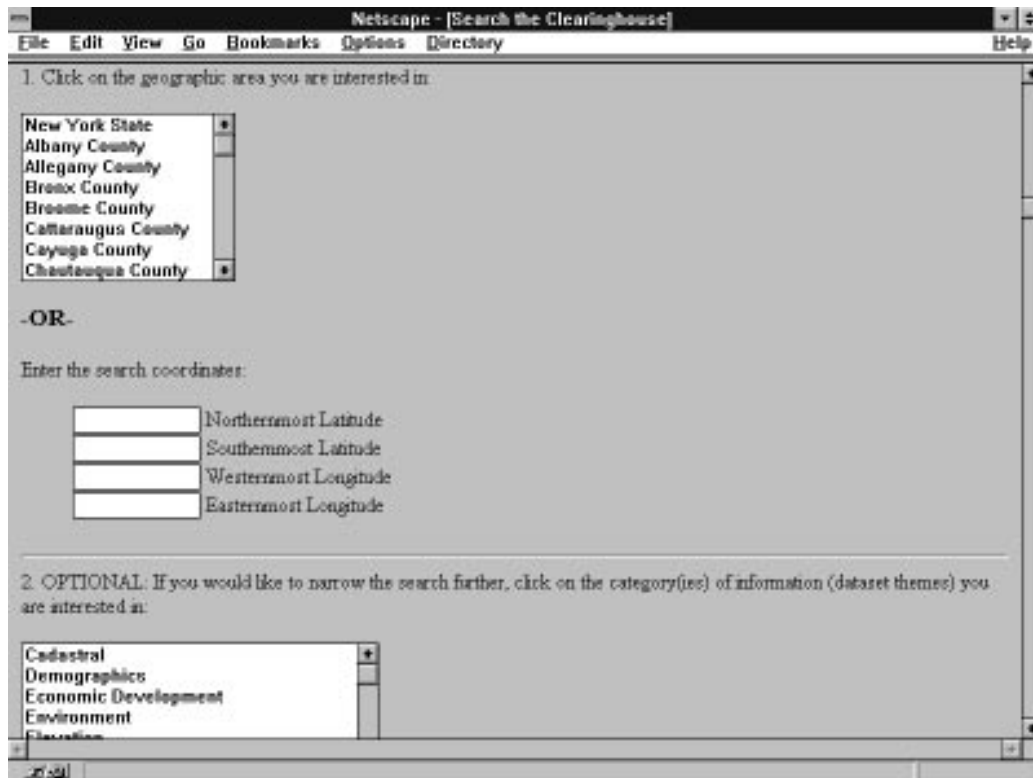 Netscape - [Search the Clearinghouse]
File Edit View Go Bookmarks Options Directory Help
1. Click on the geographic area you are interested in:
New York State
Albany County
Allegany County
Bronx County
Broome County
Cattaraugus County
Cayuga County
Chautauqua County
-OR-
Enter the search coordinates:
Northernmost Latitude
Southernmost Latitude
Westernmost Longitude
Easternmost Longitude
2. OPTIONAL: If you would like to narrow the search further, click on the category(ies) of information (dataset themes) you
are interested in:
Cadastral
Demographics
Economic Development
Environment
Elevation